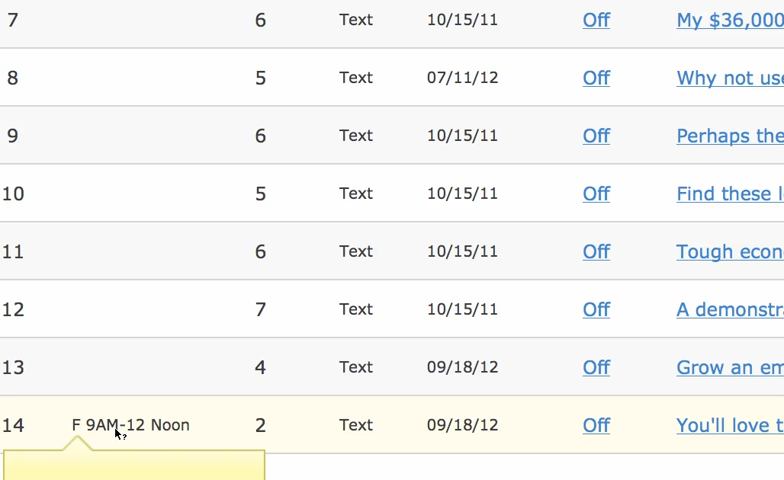 7 6 Text 10/15/11 Off My $36,000
8 5 Text 07/11/12 Off Why not use
9 6 Text 10/15/11 Off Perhaps the
10 5 Text 10/15/11 Off Find these l
11 6 Text 10/15/11 Off Tough econ
12 7 Text 10/15/11 Off A demonstra
13 4 Text 09/18/12 Off Grow an em
14 F 9AM-12 Noon 2 Text 09/18/12 Off You'll love t